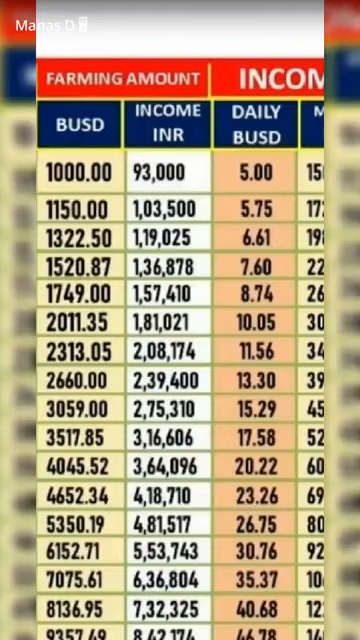 Manas D
FARMING AMOUNT INCOM
BUSD INCOME INR DAILY BUSD M
1000.00 93,000 5.00 15
1150.00 1,03,500 5.75 17
1322.50 1,19,025 6.61 19
1520.87 1,36,878 7.60 22
1749.00 1,57,410 8.74 26
2011.35 1,81,021 10.05 30
2313.05 2,08,174 11.56 34
2660.00 2,39,400 13.30 39
3059.00 2,75,310 15.29 45
3517.85 3,16,606 17.58 52
4045.52 3,64,096 20.22 60
4652.34 4,18,710 23.26 69
5350.19 4,81,517 26.75 80
6152.71 5,53,743 30.76 92
7075.61 6,36,804 35.37 10
8136.95 7,32,325 40.68 12
9357.49 8,42,174 46.78